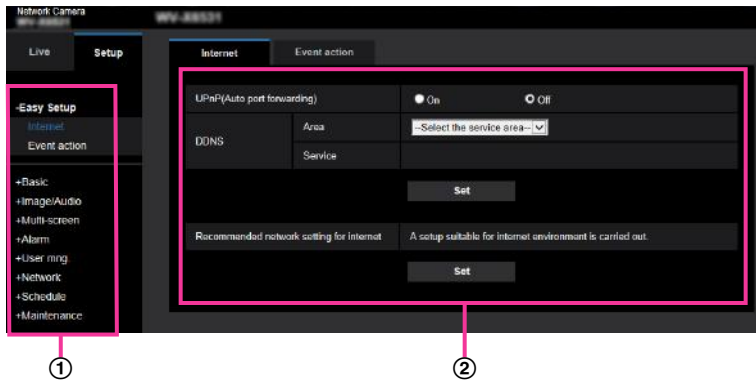 Network Camera
Live
Setup
-Easy Setup
Internet
Event action
+Basic
+Image/Audio
+Multi-screen
+Alarm
+User mng.
+Network
+Schedule
+Maintenance
①
Internet
Event action
UPnP(Auto port forwarding)
On
Off
DDNS
Area
--Select the service area--
Service
Set
Recommended network setting for internet
A setup suitable for internet environment is carried out.
Set
②